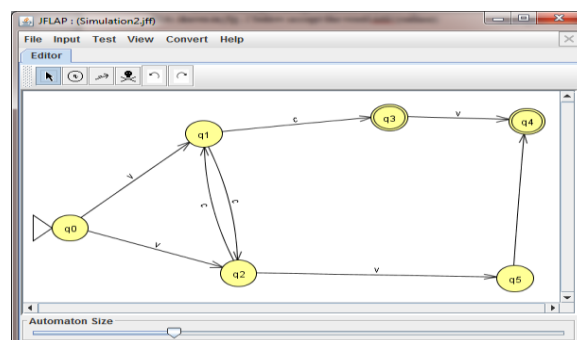 JFLAP : (Simulation2.jff)
File Input Test View Convert Help
Editor
c
q3
v
q4
q1
v
c
c
q0
v
q2
v
q5
Automaton Size